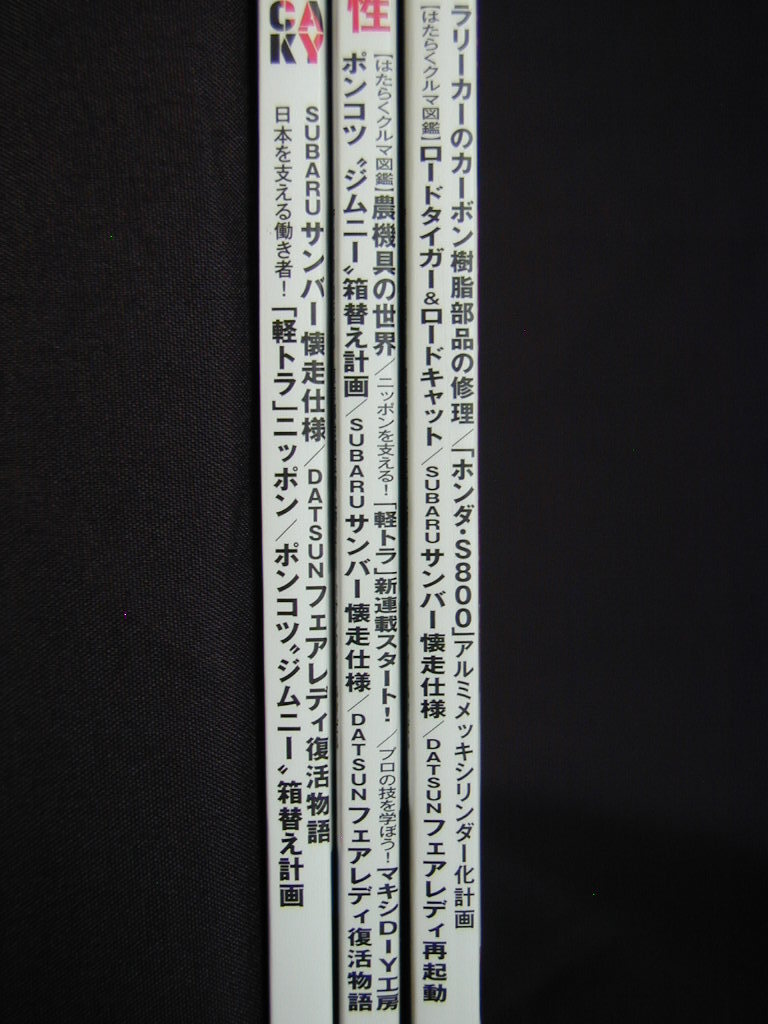 CA
KY
SUBARUサンバー懐走仕様／DATSUNフェアレディ復活物語
日本を支える働き者！「軽トラ」ニッポン／ポンコツ〝ジムニー〟箱替え計画
性
【はたらくクルマ図鑑】農機具の世界／ニッポンを支える！「軽トラ」新連載スタート！／プロの技を学ぼう！マキシDIY工房
ポンコツ〝ジムニー〟箱替え計画／SUBARUサンバー懐走仕様／DATSUNフェアレディ復活物語
ラリーカーのカーボン樹脂部品の修理／「ホンダ・S800」アルミメッキシリンダー化計画
【はたらくクルマ図鑑】ロードタイガー&ロードキャット／SUBARUサンバー懐走仕様／DATSUNフェアレディ再起動